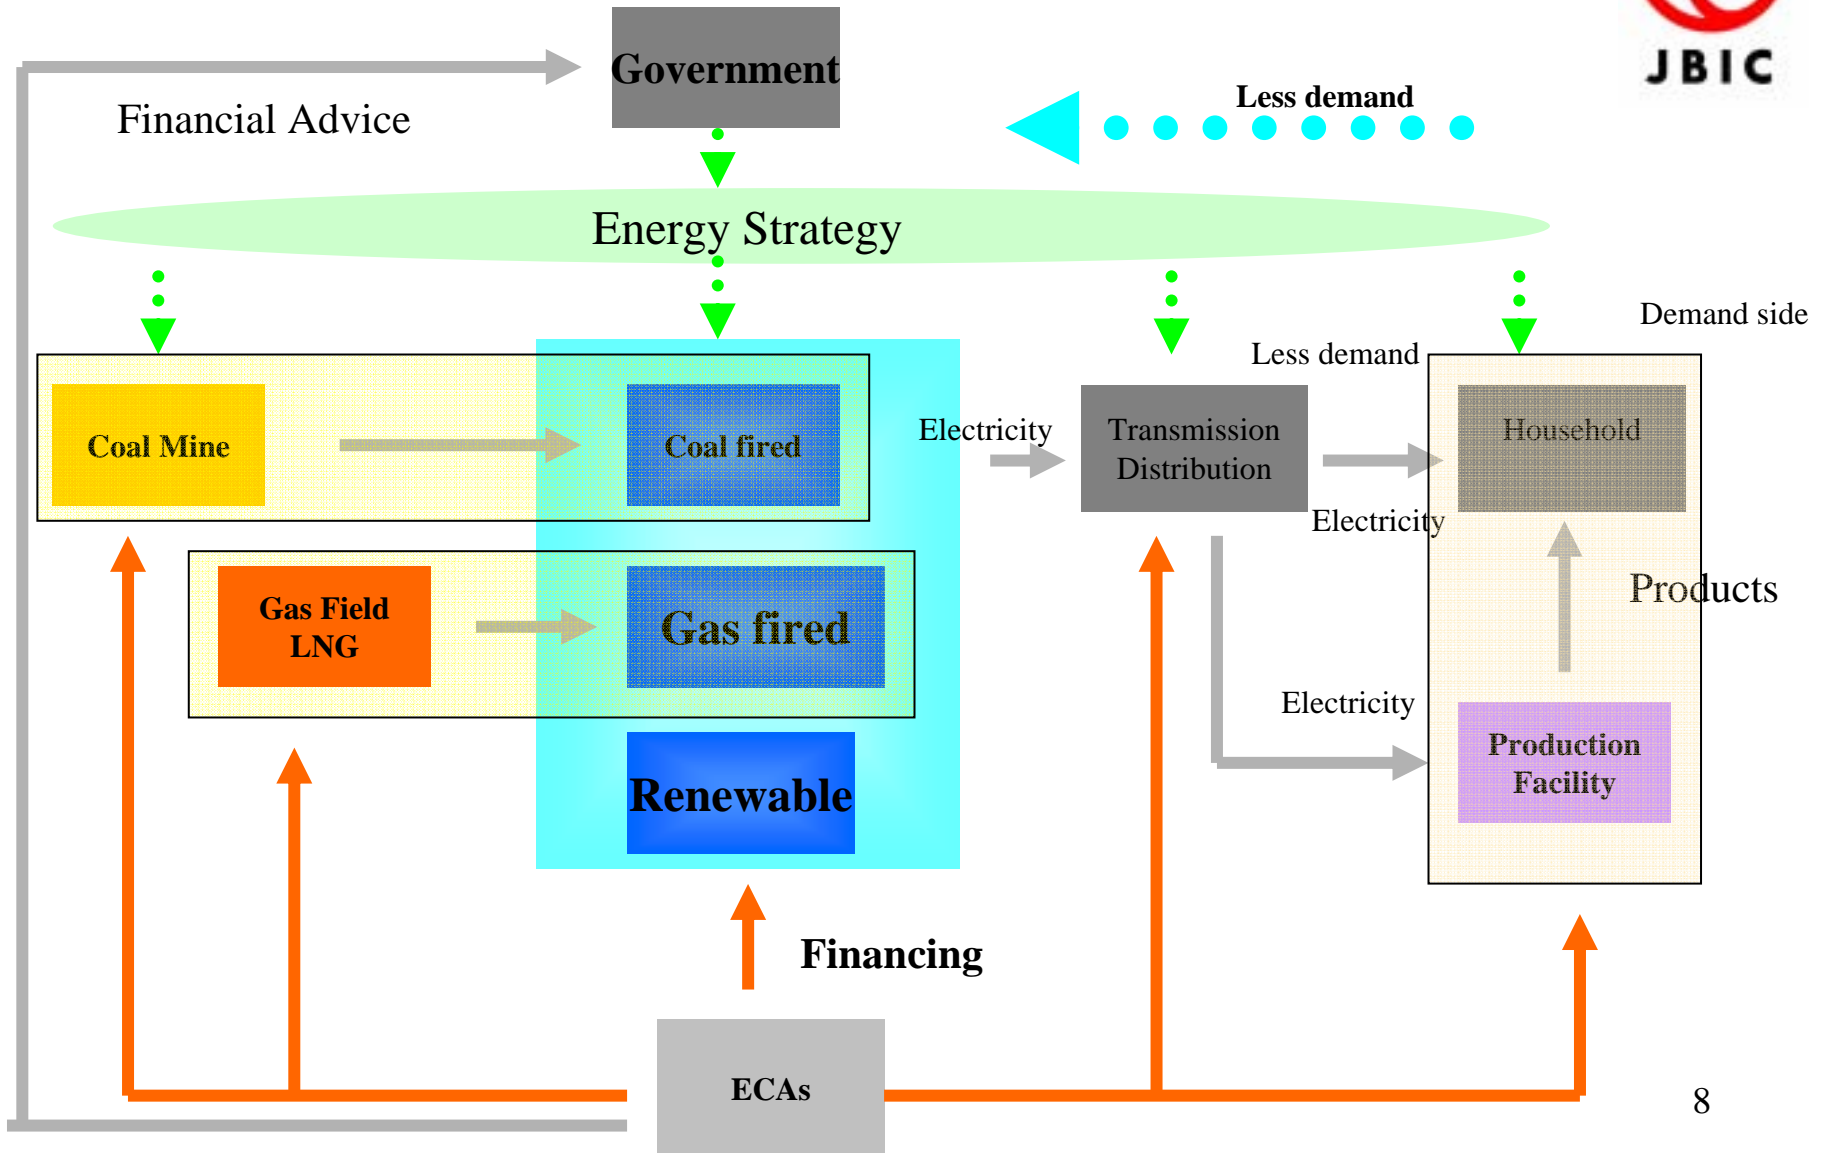 JBIC
Government
Less demand
Financial Advice
Energy Strategy
Demand side
Less demand
Coal Mine
Coal fired
Electricity
Transmission
Distribution
Household
Electricity
Gas Field
LNG
Gas fired
Products
Electricity
Production
Facility
Renewable
Financing
ECAs
8